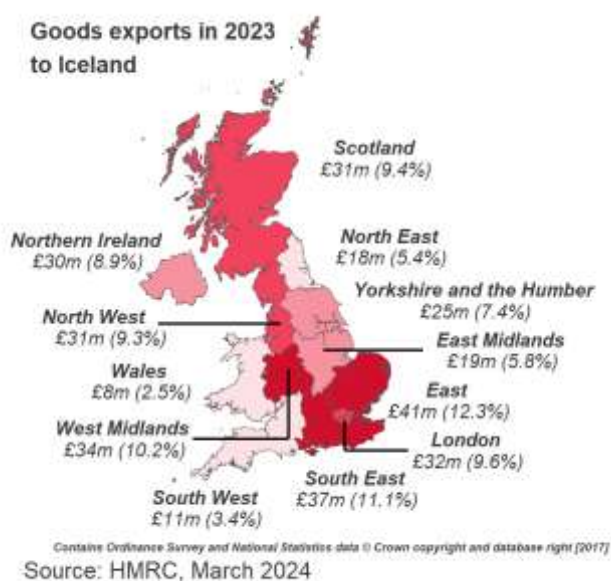 Goods exports in 2023
to Iceland
Scotland
£31m (9.4%)
Northern Ireland
£30m (8.9%)
North East
£18m (5.4%)
Yorkshire and the Humber
£25m (7.4%)
North West
£31m (9.3%)
East Midlands
£19m (5.8%)
Wales
£8m (2.5%)
East
£41m (12.3%)
West Midlands
£34m (10.2%)
London
£32m (9.6%)
South East
£37m (11.1%)
South West
£11m (3.4%)
Contains Ordinance Survey and National Statistics data © Crown copyright and database right [2017]
Source: HMRC, March 2024